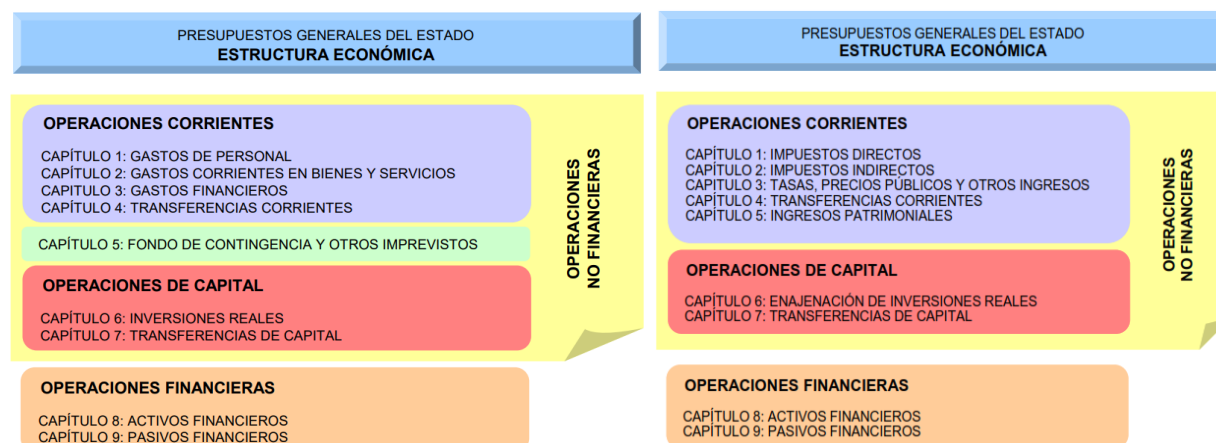 PRESUPUESTOS GENERALES DEL ESTADO
ESTRUCTURA ECONÓMICA
OPERACIONES CORRIENTES
CAPÍTULO 1: GASTOS DE PERSONAL
CAPÍTULO 2: GASTOS CORRIENTES EN BIENES Y SERVICIOS
CAPITULO 3: GASTOS FINANCIEROS
CAPÍTULO 4: TRANSFERENCIAS CORRIENTES
CAPÍTULO 5: FONDO DE CONTINGENCIA Y OTROS IMPREVISTOS
OPERACIONES DE CAPITAL
CAPÍTULO 6: INVERSIONES REALES
CAPÍTULO 7: TRANSFERENCIAS DE CAPITAL
OPERACIONES
NO FINANCIERAS
OPERACIONES FINANCIERAS
CAPÍTULO 8: ACTIVOS FINANCIEROS
CAPÍTULO 9: PASIVOS FINANCIEROS
PRESUPUESTOS GENERALES DEL ESTADO
ESTRUCTURA ECONÓMICA
OPERACIONES CORRIENTES
CAPÍTULO 1: IMPUESTOS DIRECTOS
CAPÍTULO 2: IMPUESTOS INDIRECTOS
CAPITULO 3: TASAS, PRECIOS PÚBLICOS Y OTROS INGRESOS
CAPÍTULO 4: TRANSFERENCIAS CORRIENTES
CAPÍTULO 5: INGRESOS PATRIMONIALES
OPERACIONES DE CAPITAL
CAPÍTULO 6: ENAJENACIÓN DE INVERSIONES REALES
CAPÍTULO 7: TRANSFERENCIAS DE CAPITAL
OPERACIONES
NO FINANCIERAS
OPERACIONES FINANCIERAS
CAPÍTULO 8: ACTIVOS FINANCIEROS
CAPÍTULO 9: PASIVOS FINANCIEROS